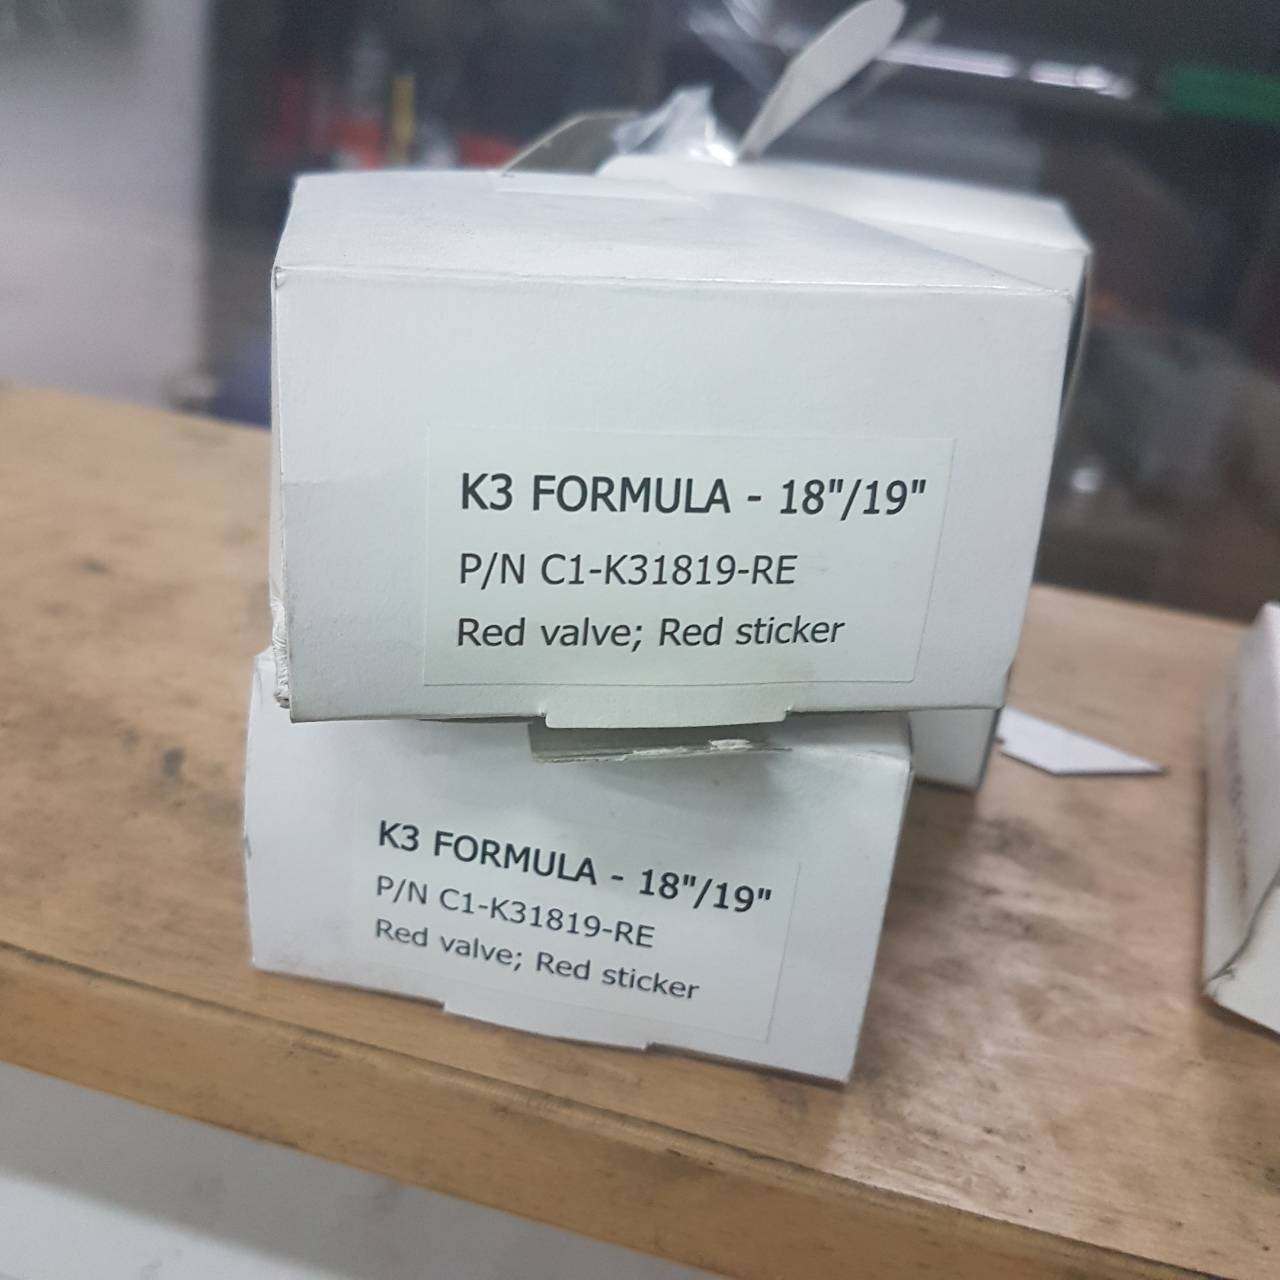 K3 FORMULA - 18"/19"
P/N C1-K31819-RE
Red valve; Red sticker
K3 FORMULA - 18"/19"
P/N C1-K31819-RE
Red valve; Red sticker